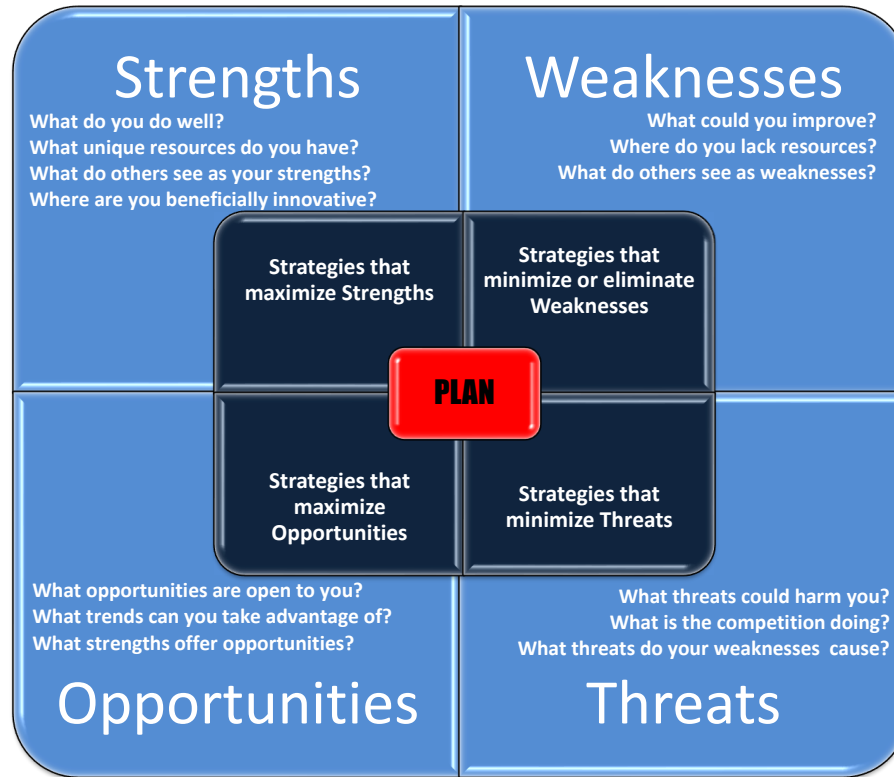 Strengths
What do you do well?
What unique resources do you have?
What do others see as your strengths?
Where are you beneficially innovative?
Weaknesses
What could you improve?
Where do you lack resources?
What do others see as weaknesses?
Strategies that
maximize Strengths
Strategies that
minimize or eliminate
Weaknesses
PLAN
Strategies that
maximize
Opportunities
Strategies that
minimize Threats
What opportunities are open to you?
What trends can you take advantage of?
What strengths offer opportunities?
Opportunities
What threats could harm you?
What is the competition doing?
What threats do your weaknesses  cause?
Threats